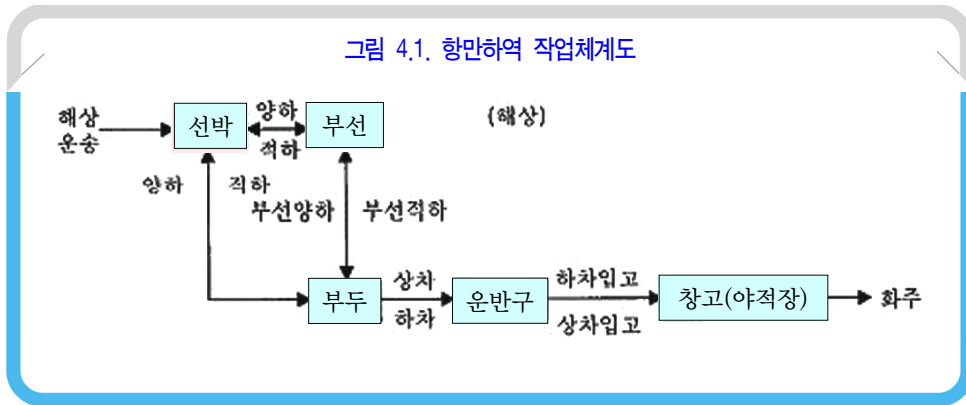 그림 4.1. 항만하역 작업체계도
해상
운송
선박
양하
적하
부선
(해상)
양하
적하
부선양하
부선적하
부두
상차
하차
운반구
하차입고
상차입고
창고(야적장)
화주